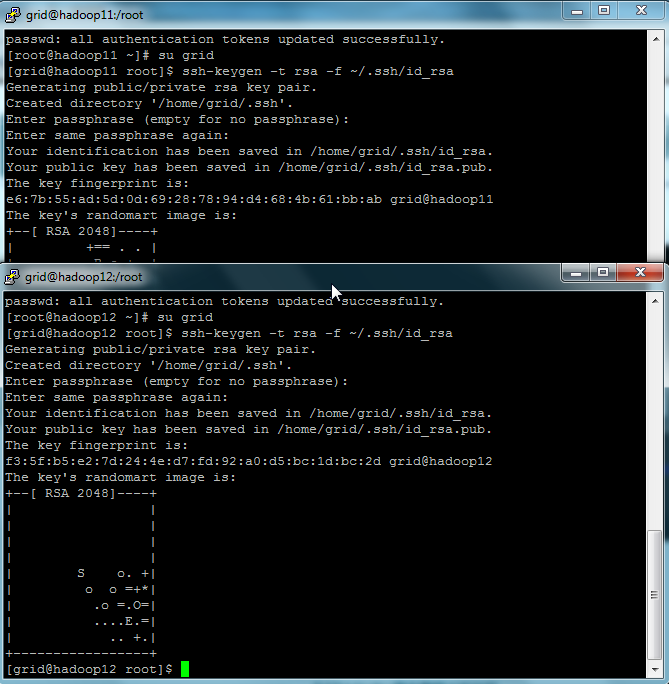 grid@hadoop11:/root
passwd: all authentication tokens updated successfully.
[root@hadoop11 ~]# su grid
[grid@hadoop11 root]$ ssh-keygen -t rsa -f ~/.ssh/id_rsa
Generating public/private rsa key pair.
Created directory '/home/grid/.ssh'.
Enter passphrase (empty for no passphrase):
Enter same passphrase again:
Your identification has been saved in /home/grid/.ssh/id_rsa.
Your public key has been saved in /home/grid/.ssh/id_rsa.pub.
The key fingerprint is:
e6:7b:55:ad:5d:0d:69:28:78:94:d4:68:4b:61:bb:ab grid@hadoop11
The key's randomart image is:
+--[ RSA 2048]----+
|         +== . . |
grid@hadoop12:/root
passwd: all authentication tokens updated successfully.
[root@hadoop12 ~]# su grid
[grid@hadoop12 root]$ ssh-keygen -t rsa -f ~/.ssh/id_rsa
Generating public/private rsa key pair.
Created directory '/home/grid/.ssh'.
Enter passphrase (empty for no passphrase):
Enter same passphrase again:
Your identification has been saved in /home/grid/.ssh/id_rsa.
Your public key has been saved in /home/grid/.ssh/id_rsa.pub.
The key fingerprint is:
f3:5f:b5:e2:7d:24:4e:d7:fd:92:a0:d5:bc:1d:bc:2d grid@hadoop12
The key's randomart image is:
+--[ RSA 2048]----+
|                 |
|                 |
|                 |
|                 |
|        S    o. +|
|         o  o =+*|
|          .o =.O=|
|          ....E.=|
|            .. +.|
+-----------------+
[grid@hadoop12 root]$